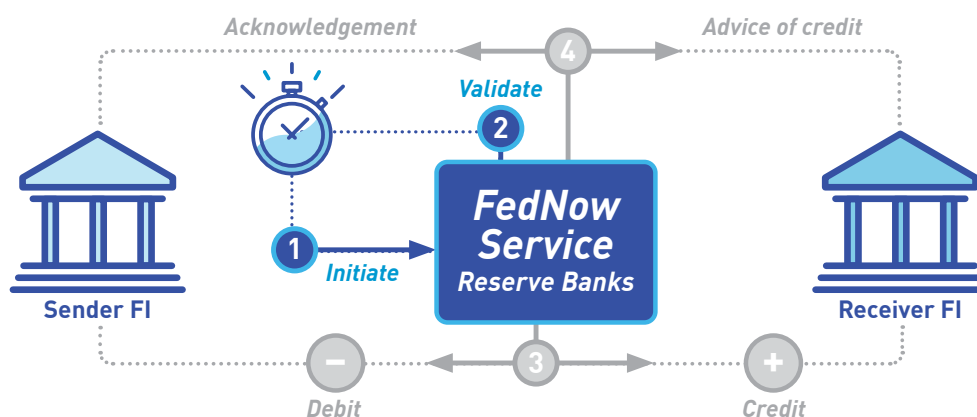 Acknowledgement
4
Advice of credit
Validate
2
FedNow
Service
Reserve Banks
1
Initiate
Sender FI
Receiver FI
−
3
+
Debit
Credit